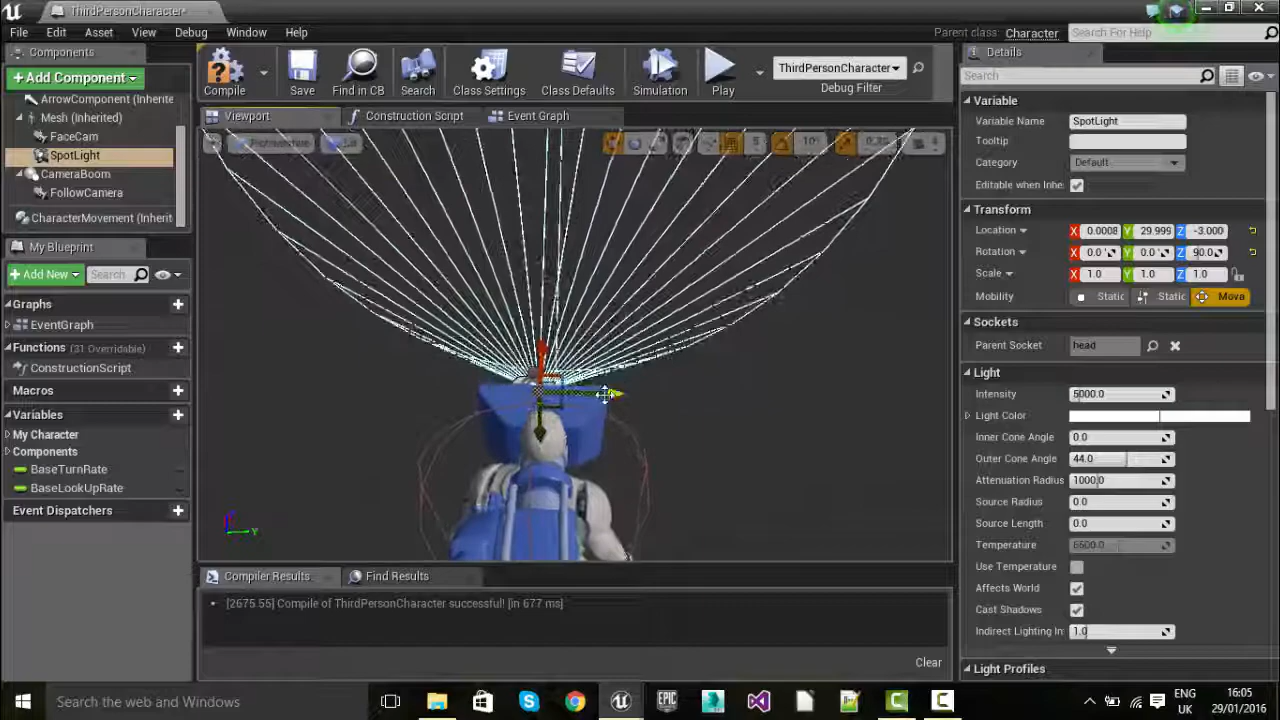 ThirdPersonCharacter*
File Edit Asset View Debug Window Help
Parent class: Character
Search For Help
Components
+Add Component
ArrowComponent (Inherite
Mesh (Inherited)
FaceCam
SpotLight
CameraBoom
FollowCamera
CharacterMovement (Inherited
My Blueprint
+Add New
Search
Graphs
EventGraph
Functions (31 Overridable)
ConstructionScript
Macros
Variables
My Character
Components
BaseTurnRate
BaseLookUpRate
Event Dispatchers
Compile
Save
Find in CB
Search
Class Settings
Class Defaults
Simulation
Play
ThirdPersonCharacter
Debug Filter
Viewport
Construction Script
Event Graph
Perspective
Lit
5
10°
Y
Compiler Results
Find Results
[2675.55] Compile of ThirdPersonCharacter successful! [in 677 ms]
Clear
Details
Search
Variable
Variable Name SpotLight
Tooltip
Category Default
Editable when Inhe
Transform
Location X 0.0008 Y 29.999 Z -3.000
Rotation X 0.0 ° Y 0.0 ° Z 90.0
Scale X 1.0 Y 1.0 Z 1.0
Mobility Static Static Mova
Sockets
Parent Socket head
Light
Intensity 5000.0
Light Color
Inner Cone Angle 0.0
Outer Cone Angle 44.0
Attenuation Radius 1000.0
Source Radius 0.0
Source Length 0.0
Temperature 6500.0
Use Temperature
Affects World
Cast Shadows
Indirect Lighting In 1.0
Light Profiles
Search the web and Windows
EPIC
ENG
UK
16:05
29/01/2016